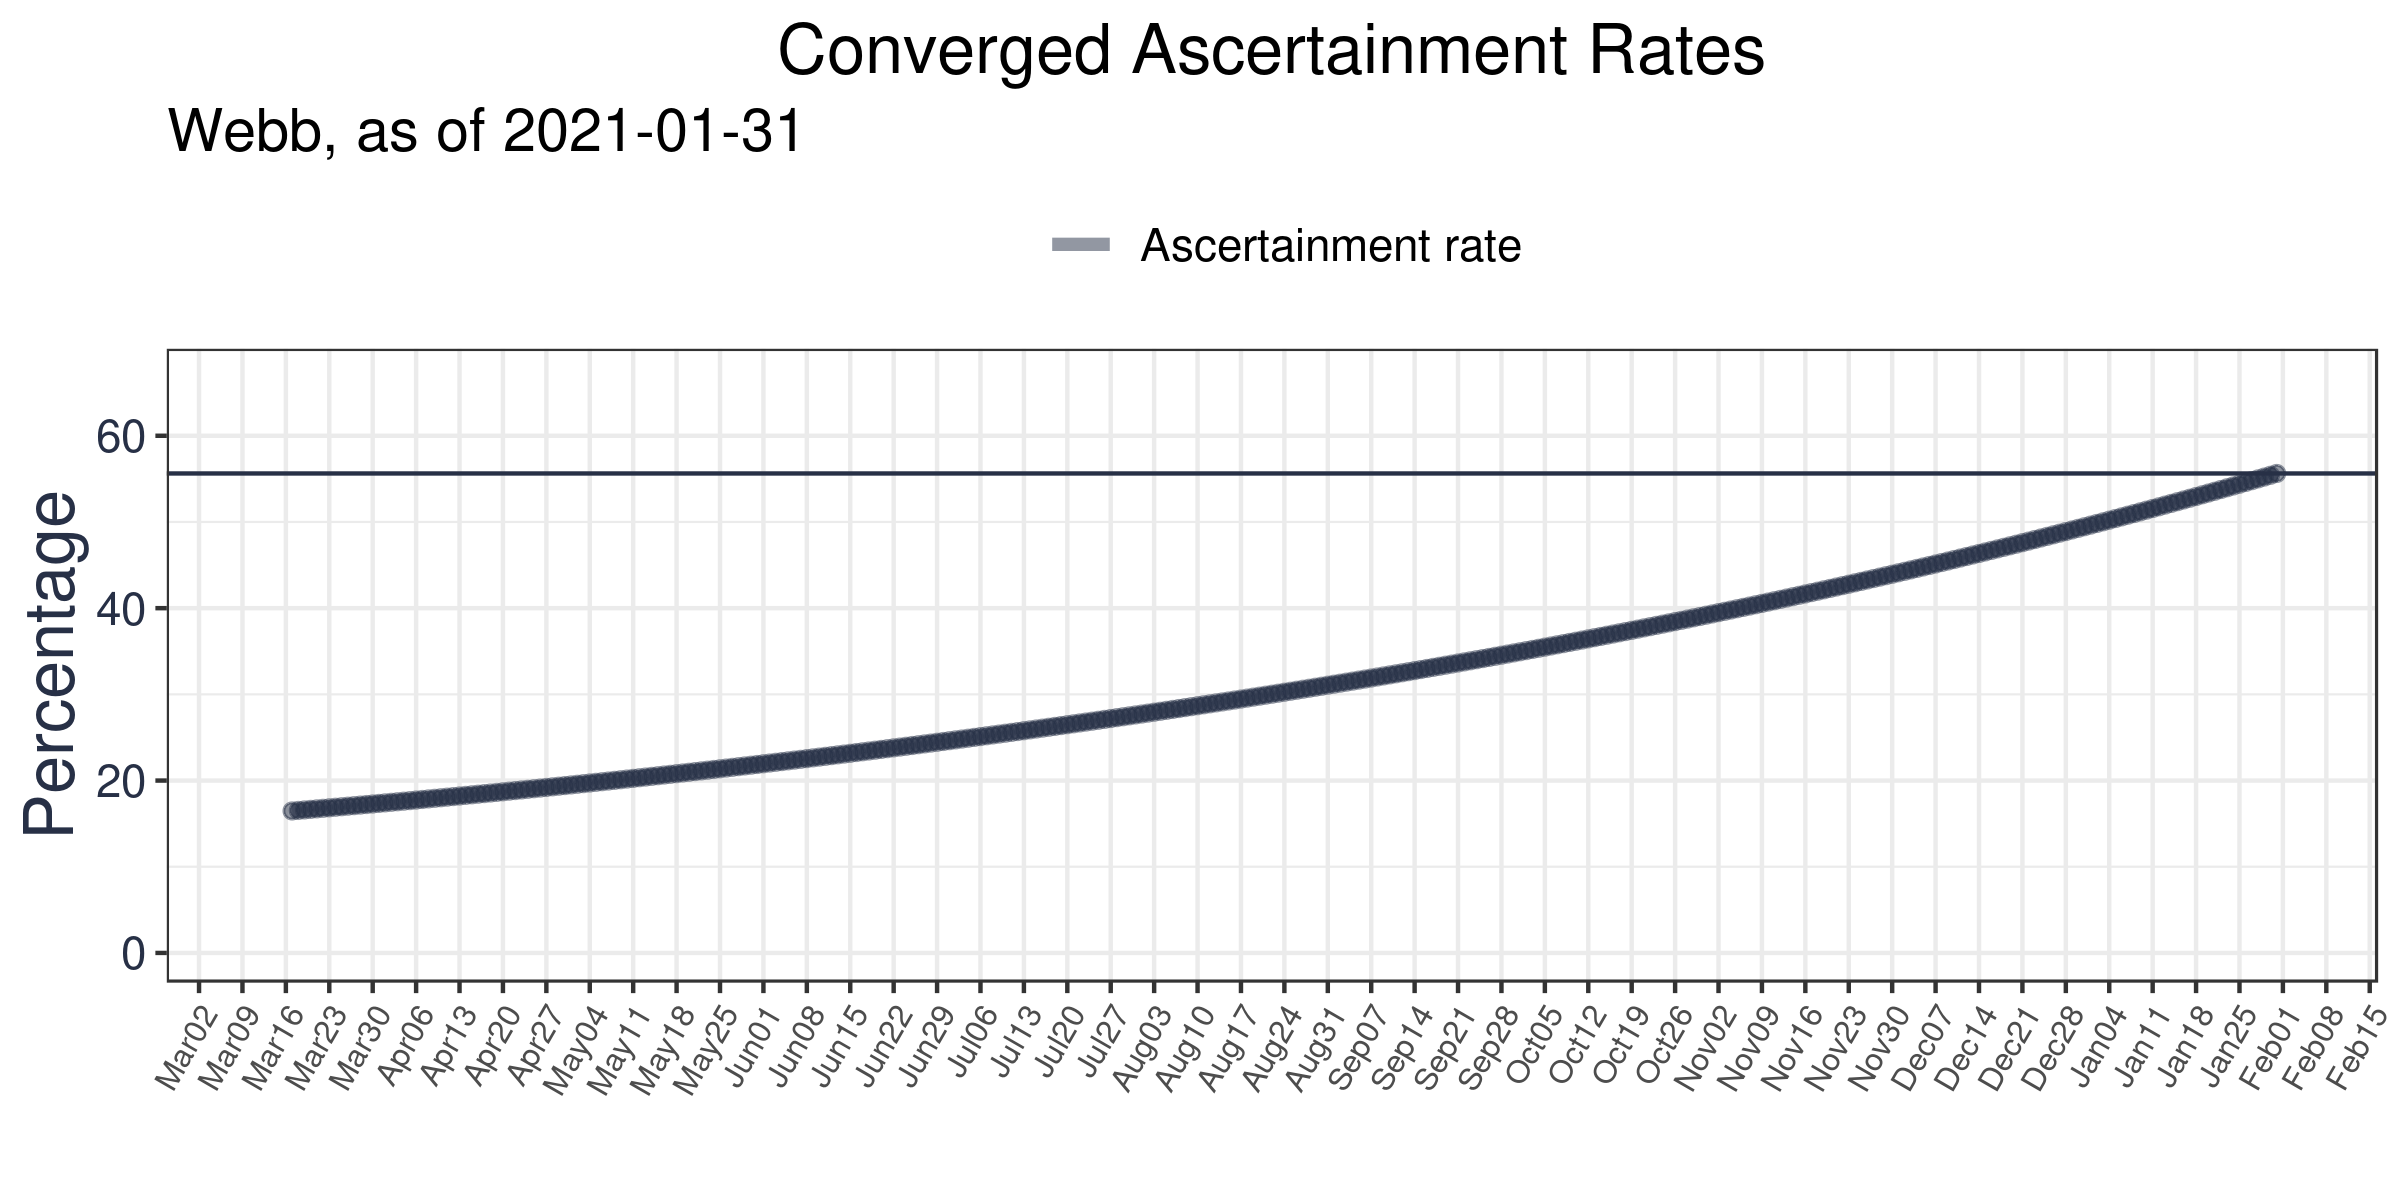 Converged Ascertainment Rates
Webb, as of 2021-01-31
Ascertainment rate
Percentage
60
40
20
0
Mar02 Mar09 Mar16 Mar23 Mar30 Apr06 Apr13 Apr20 Apr27 May04 May11 May18 May25 Jun01 Jun08 Jun15 Jun22 Jun29 Jul06 Jul13 Jul20 Jul27 Aug03 Aug10 Aug17 Aug24 Aug31 Sep07 Sep14 Sep21 Sep28 Oct05 Oct12 Oct19 Oct26 Nov02 Nov09 Nov16 Nov23 Nov30 Dec07 Dec14 Dec21 Dec28 Jan04 Jan11 Jan18 Jan25 Feb01 Feb08 Feb15